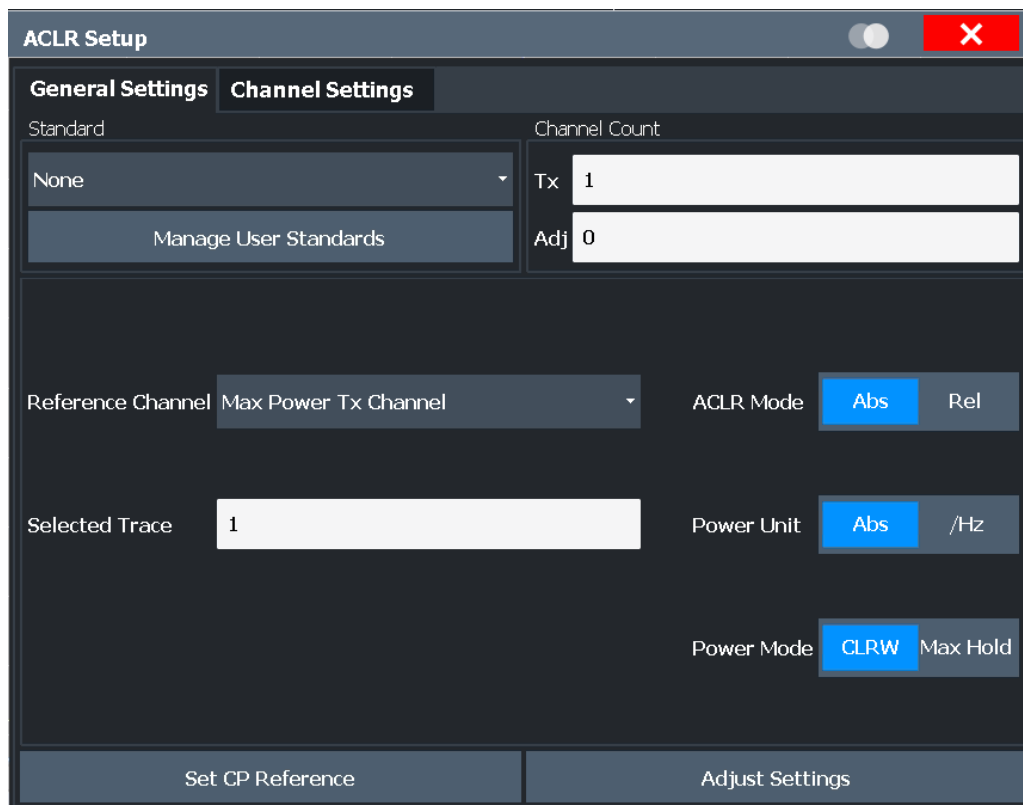 ACLR Setup
General Settings Channel Settings
Standard
Channel Count
None
Tx 1
Manage User Standards
Adj 0
Reference Channel Max Power Tx Channel
ACLR Mode Abs Rel
Selected Trace 1
Power Unit Abs /Hz
Power Mode CLRW Max Hold
Set CP Reference
Adjust Settings